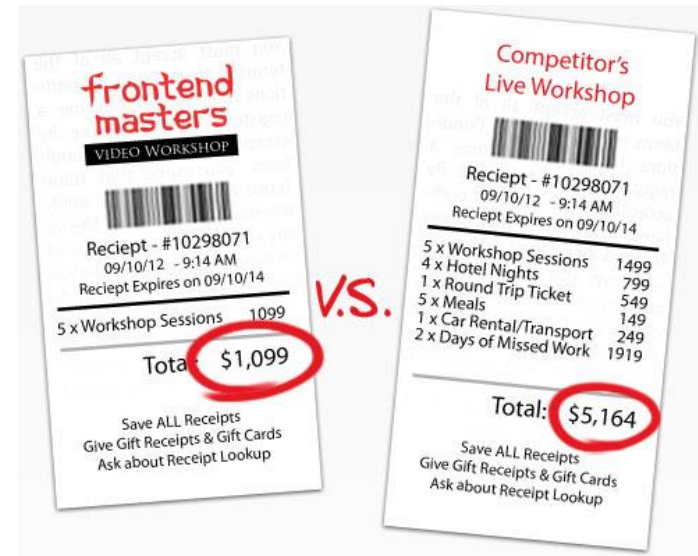 frontend
masters
VIDEO WORKSHOP
Reciept - #10298071
09/10/12 - 9:14 AM
Reciept Expires on 09/10/14
5 x Workshop Sessions 1099
Total: $1,099
Save ALL Receipts
Give Gift Receipts & Gift Cards
Ask about Receipt Lookup
V.S.
Competitor's
Live Workshop
Reciept - #10298071
09/10/12 - 9:14 AM
Reciept Expires on 09/10/14
5 x Workshop Sessions 1499
4 x Hotel Nights 799
1 x Round Trip Ticket 549
5 x Meals 149
1 x Car Rental/Transport 249
2 x Days of Missed Work 1919
Total: $5,164
Save ALL Receipts
Give Gift Receipts & Gift Cards
Ask about Receipt Lookup